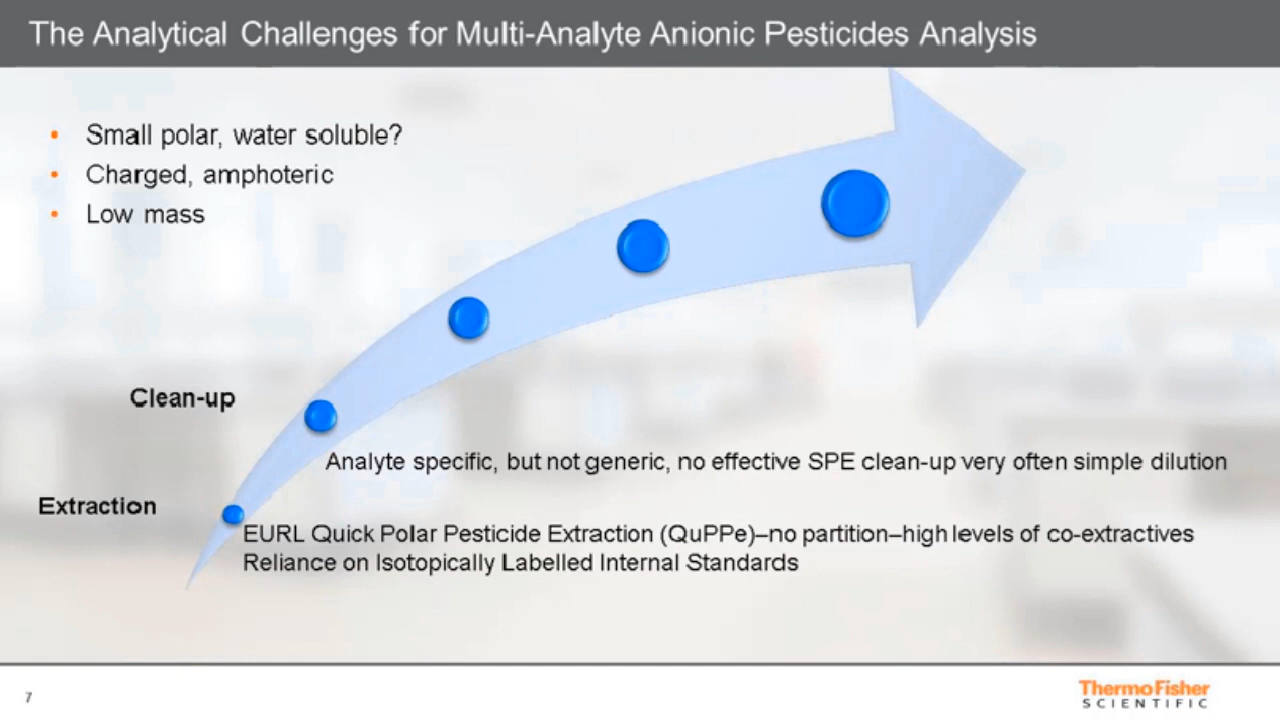 The Analytical Challenges for Multi-Analyte Anionic Pesticides Analysis
• Small polar, water soluble?
• Charged, amphoteric
• Low mass
Clean-up
Analyte specific, but not generic, no effective SPE clean-up very often simple dilution
Extraction
EURL Quick Polar Pesticide Extraction (QuPPe)–no partition–high levels of co-extractives
Reliance on Isotopically Labelled Internal Standards
7
ThermoFisher
SCIENTIFIC